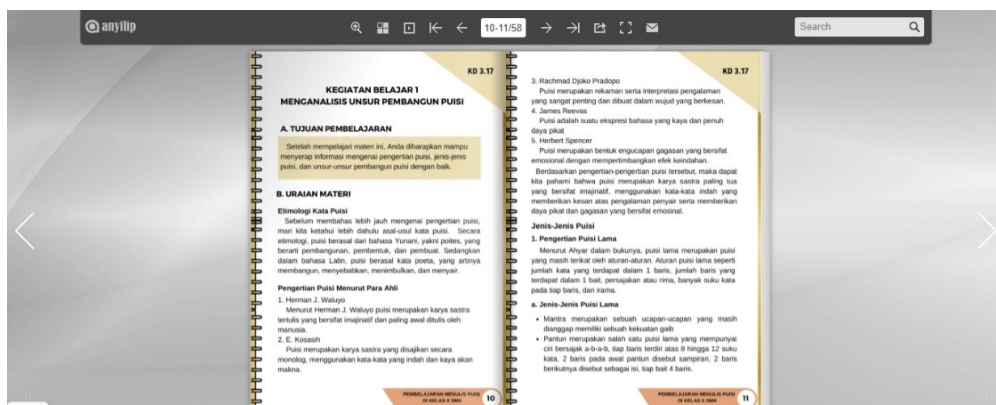 anyflip
10-11/58
Search
KD 3.17
KEGIATAN BELAJAR 1
MENGANALISIS UNSUR PEMBANGUN PUISI
A. TUJUAN PEMBELAJARAN
Setelah mempelajari materi ini, Anda diharapkan mampu
menyerap informasi mengenai pengertian puisi, jenis-jenis
puisi, dan unsur-unsur pembangun puisi dengan baik.
B. URAIAN MATERI
Etimologi Kata Puisi
Sebelum membahas lebih jauh mengenai pengertian puisi,
mari kita ketahui lebih dahulu asal-usul kata puisi. Secara
etimologi, puisi berasal dari bahasa Yunani, yakni poites, yang
berarti pembangunan, pembentuk, dan pembuat. Sedangkan
dalam bahasa Latin, puisi berasal kata poeta, yang artinya
membangun, menyebabkan, menimbulkan, dan menyair.
Pengertian Puisi Menurut Para Ahli
1. Herman J. Waluyo
Menurut Herman J. Waluyo puisi merupakan karya sastra
tertulis yang bersifat imajinatif dan paling awal ditulis oleh
manusia.
2. E. Kosasih
Puisi merupakan karya sastra yang disajikan secara
monolog, menggunakan kata-kata yang indah dan kaya akan
makna.
PEMBELAJARAN MENULIS PUISI
DI KELAS X SMA
10
KD 3.17
3. Rachmad Djoko Pradopo
Puisi merupakan rekaman serta interpretasi pengalaman
yang sangat penting dan dibuat dalam wujud yang berkesan.
4. James Reevas
Puisi adalah suatu ekspresi bahasa yang kaya dan penuh
daya pikat
5. Herbert Spencer
Puisi merupakan bentuk engucapan gagasan yang bersifat
emosional dengan mempertimbangkan efek keindahan.
Berdasarkan pengertian-pengertian puisi tersebut, maka dapat
kita pahami bahwa puisi merupakan karya sastra paling tua
yang bersifat imajinatif, menggunakan kata-kata indah yang
memberikan kesan atas pengalaman penyair serta memberikan
daya pikat dan gagasan yang bersifat emosinal.
Jenis-Jenis Puisi
1. Pengertian Puisi Lama
Menurut Ahyar dalam bukunya, puisi lama merupakan puisi
yang masih terikat oleh aturan-aturan. Aturan puisi lama seperti
jumlah kata yang terdapat dalam 1 baris, jumlah baris yang
terdapat dalam 1 bait, persajakan atau rima, banyak suku kata
pada tiap baris, dan irama.
a. Jenis-Jenis Puisi Lama
• Mantra merupakan sebuah ucapan-ucapan yang masih
dianggap memiliki sebuah kekuatan gaib
• Pantun merupakan salah satu puisi lama yang mempunyai
ciri bersajak a-b-a-b, tiap baris terdiri atas 8 hingga 12 suku
kata, 2 baris pada awal pantun disebut sampiran, 2 baris
berikutnya disebut sebagai isi, tiap bait 4 baris.
PEMBELAJARAN MENULIS PUISI
DI KELAS X SMA
11